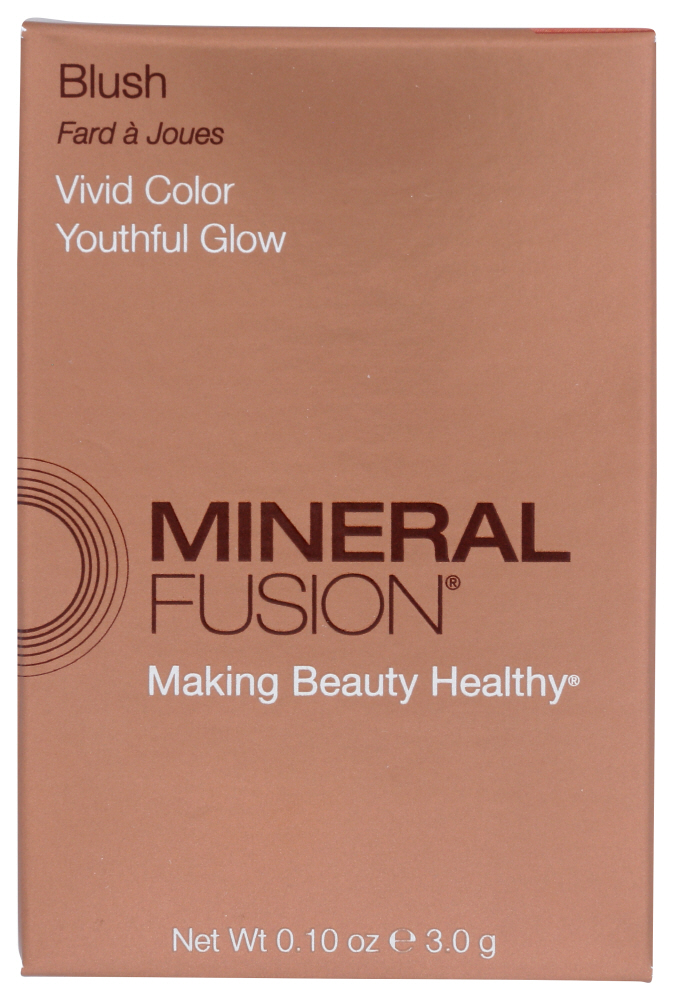 Blush
Fard à Joues
Vivid Color
Youthful Glow
MINERAL
FUSION®
Making Beauty Healthy®
Net Wt 0.10 oz ℮ 3.0 g